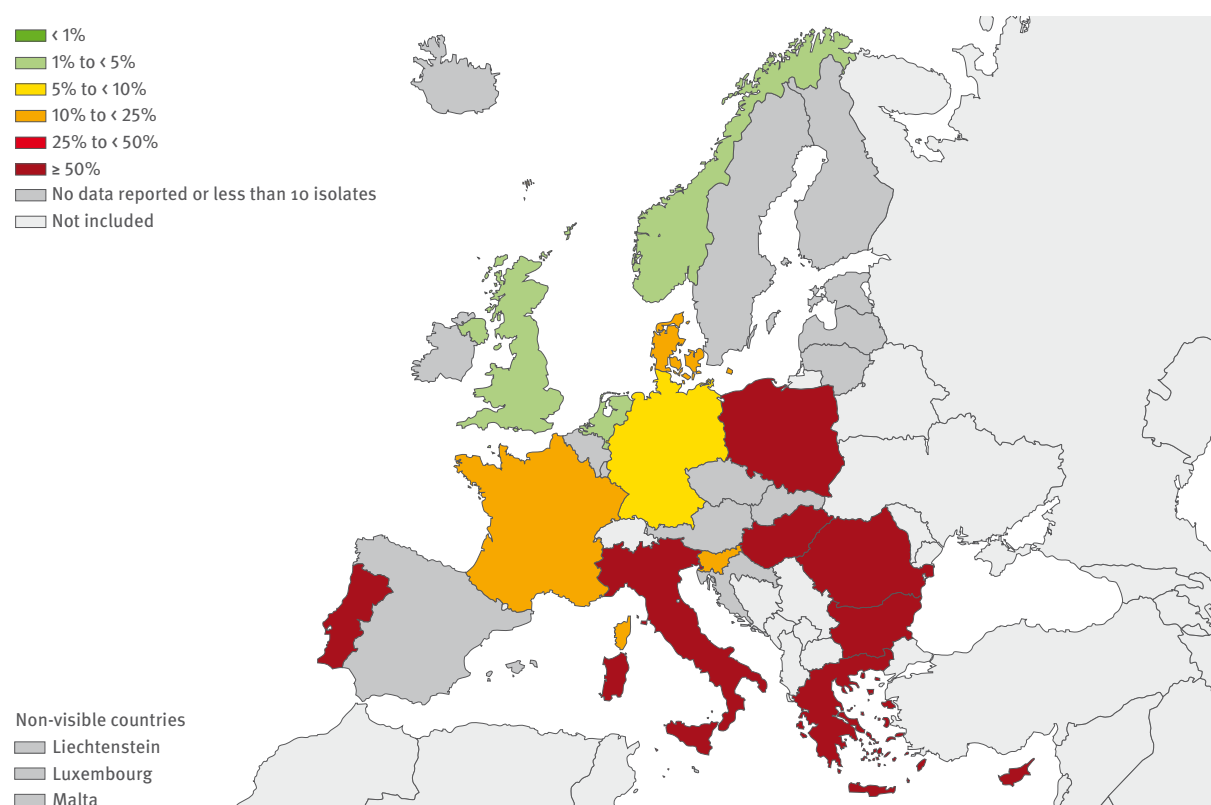 < 1%
1% to < 5%
5% to < 10%
10% to < 25%
25% to < 50%
≥ 50%
No data reported or less than 10 isolates
Not included
Non-visible countries
Liechtenstein
Luxembourg
Malta